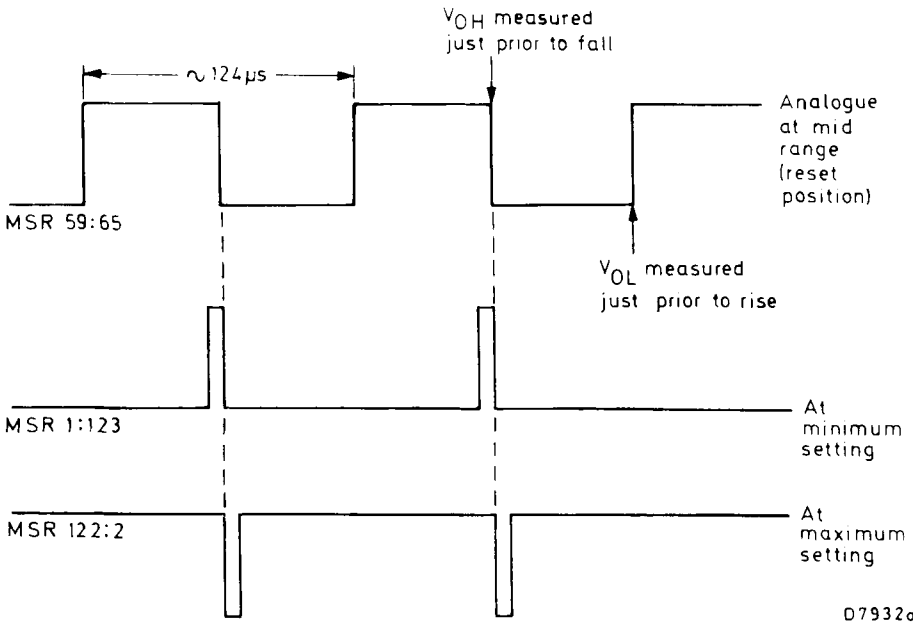 V_OH measured
just prior to fall
~124µs
Analogue
at mid
range
(reset
position)
MSR 59:65
V_OL measured
just prior to rise
MSR 1:123
At
minimum
setting
MSR 122:2
At
maximum
setting
D7932a